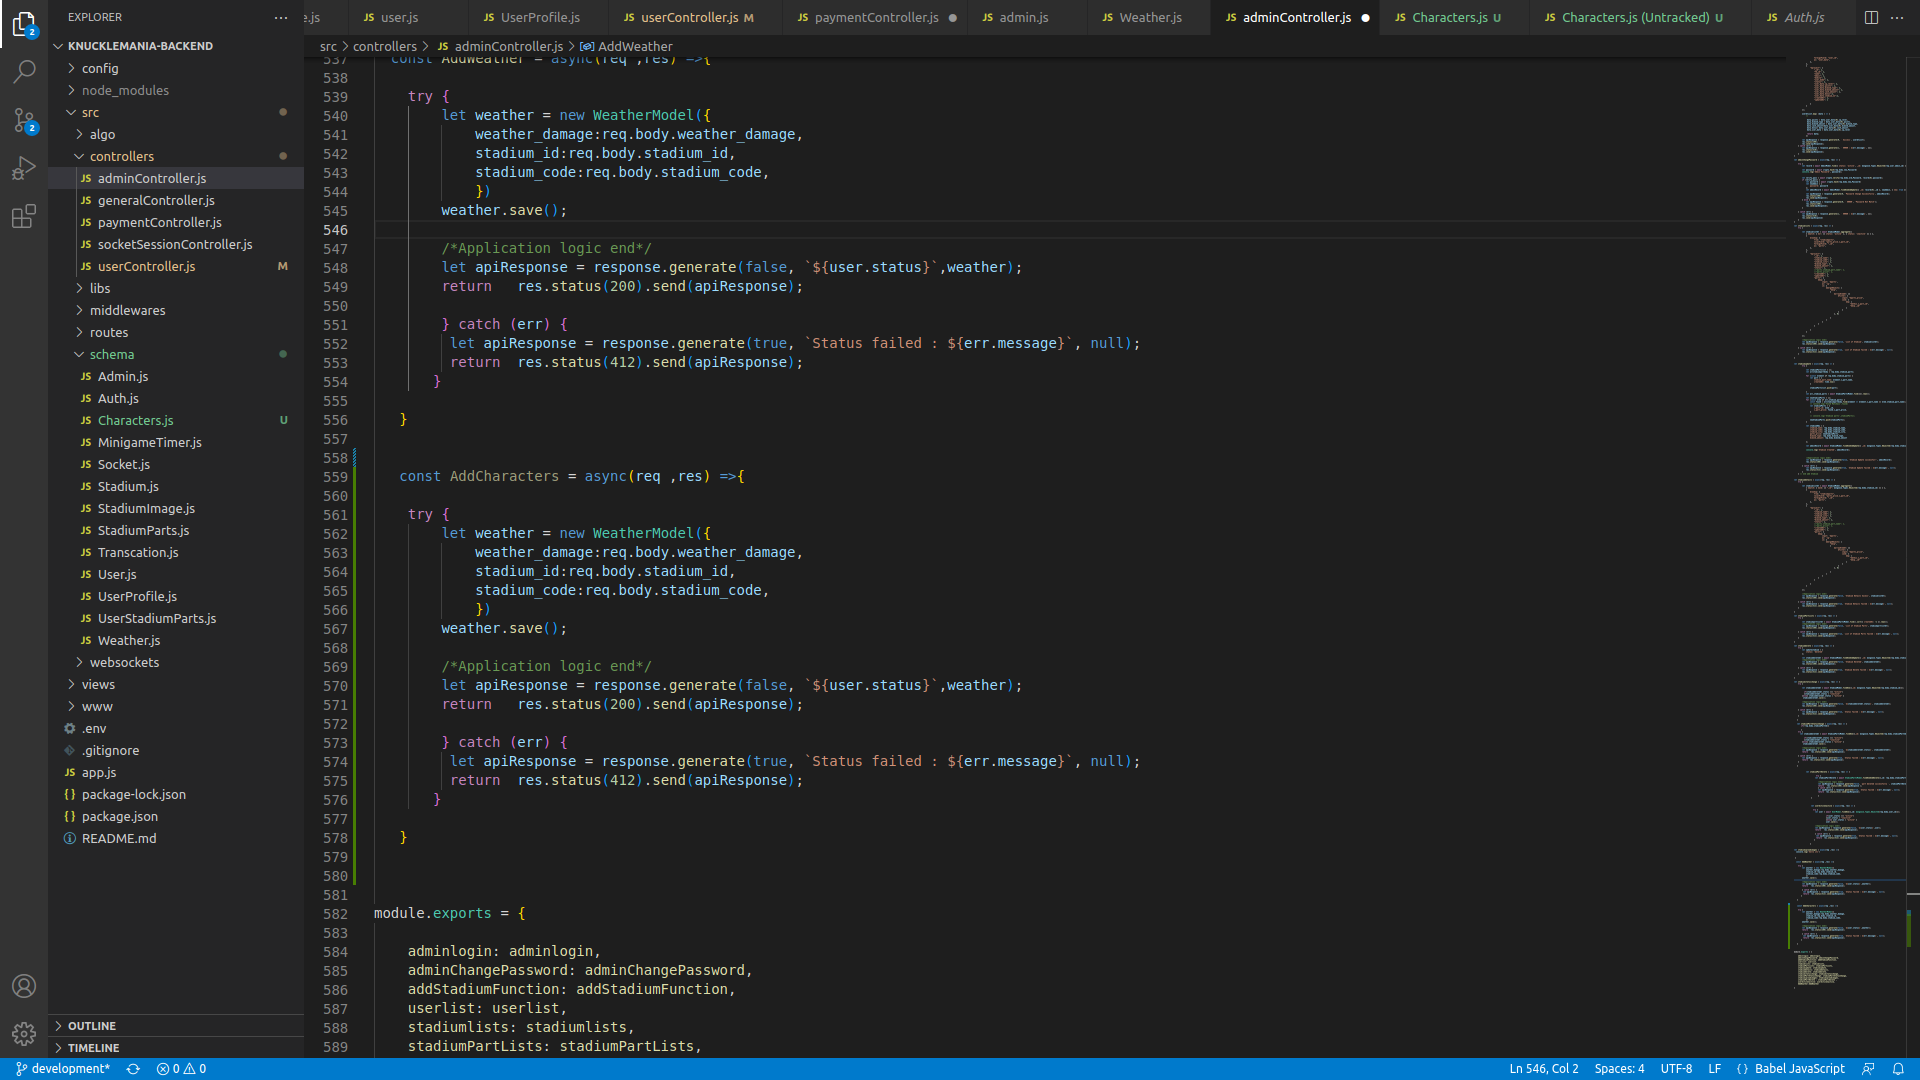 EXPLORER
e.js
JS user.js
JS UserProfile.js
JS userController.js M
JS paymentController.js
JS admin.js
JS Weather.js
JS adminController.js
JS Characters.js U
JS Characters.js (Untracked) U
JS Auth.js
src > controllers > JS adminController.js > AddWeather
KNUCKLEMANIA-BACKEND
config
node_modules
src
algo
controllers
JS adminController.js
JS generalController.js
JS paymentController.js
JS socketSessionController.js
JS userController.js M
libs
middlewares
routes
schema
JS Admin.js
JS Auth.js
JS Characters.js U
JS MinigameTimer.js
JS Socket.js
JS Stadium.js
JS StadiumImage.js
JS StadiumParts.js
JS Transcation.js
JS User.js
JS UserProfile.js
JS UserStadiumParts.js
JS Weather.js
websockets
views
www
.env
.gitignore
JS app.js
{} package-lock.json
{} package.json
README.md
OUTLINE
TIMELINE
2
2
537 const AddWeather = async(req ,res) =>{
538
539 try {
540 let weather = new WeatherModel({
541 weather_damage:req.body.weather_damage,
542 stadium_id:req.body.stadium_id,
543 stadium_code:req.body.stadium_code,
544 })
545 weather.save();
546
547 /*Application logic end*/
548 let apiResponse = response.generate(false, `${user.status}`,weather);
549 return   res.status(200).send(apiResponse);
550
551 } catch (err) {
552 let apiResponse = response.generate(true, `Status failed : ${err.message}`, null);
553 return  res.status(412).send(apiResponse);
554 }
555
556 }
557
558
559 const AddCharacters = async(req ,res) =>{
560
561 try {
562 let weather = new WeatherModel({
563 weather_damage:req.body.weather_damage,
564 stadium_id:req.body.stadium_id,
565 stadium_code:req.body.stadium_code,
566 })
567 weather.save();
568
569 /*Application logic end*/
570 let apiResponse = response.generate(false, `${user.status}`,weather);
571 return   res.status(200).send(apiResponse);
572
573 } catch (err) {
574 let apiResponse = response.generate(true, `Status failed : ${err.message}`, null);
575 return  res.status(412).send(apiResponse);
576 }
577
578 }
579
580
581
582 module.exports = {
583
584 adminlogin: adminlogin,
585 adminChangePassword: adminChangePassword,
586 addStadiumFunction: addStadiumFunction,
587 userlist: userlist,
588 stadiumlists: stadiumlists,
589 stadiumPartLists: stadiumPartLists,
development* 0 0
Ln 546, Col 2 Spaces: 4 UTF-8 LF {} Babel JavaScript